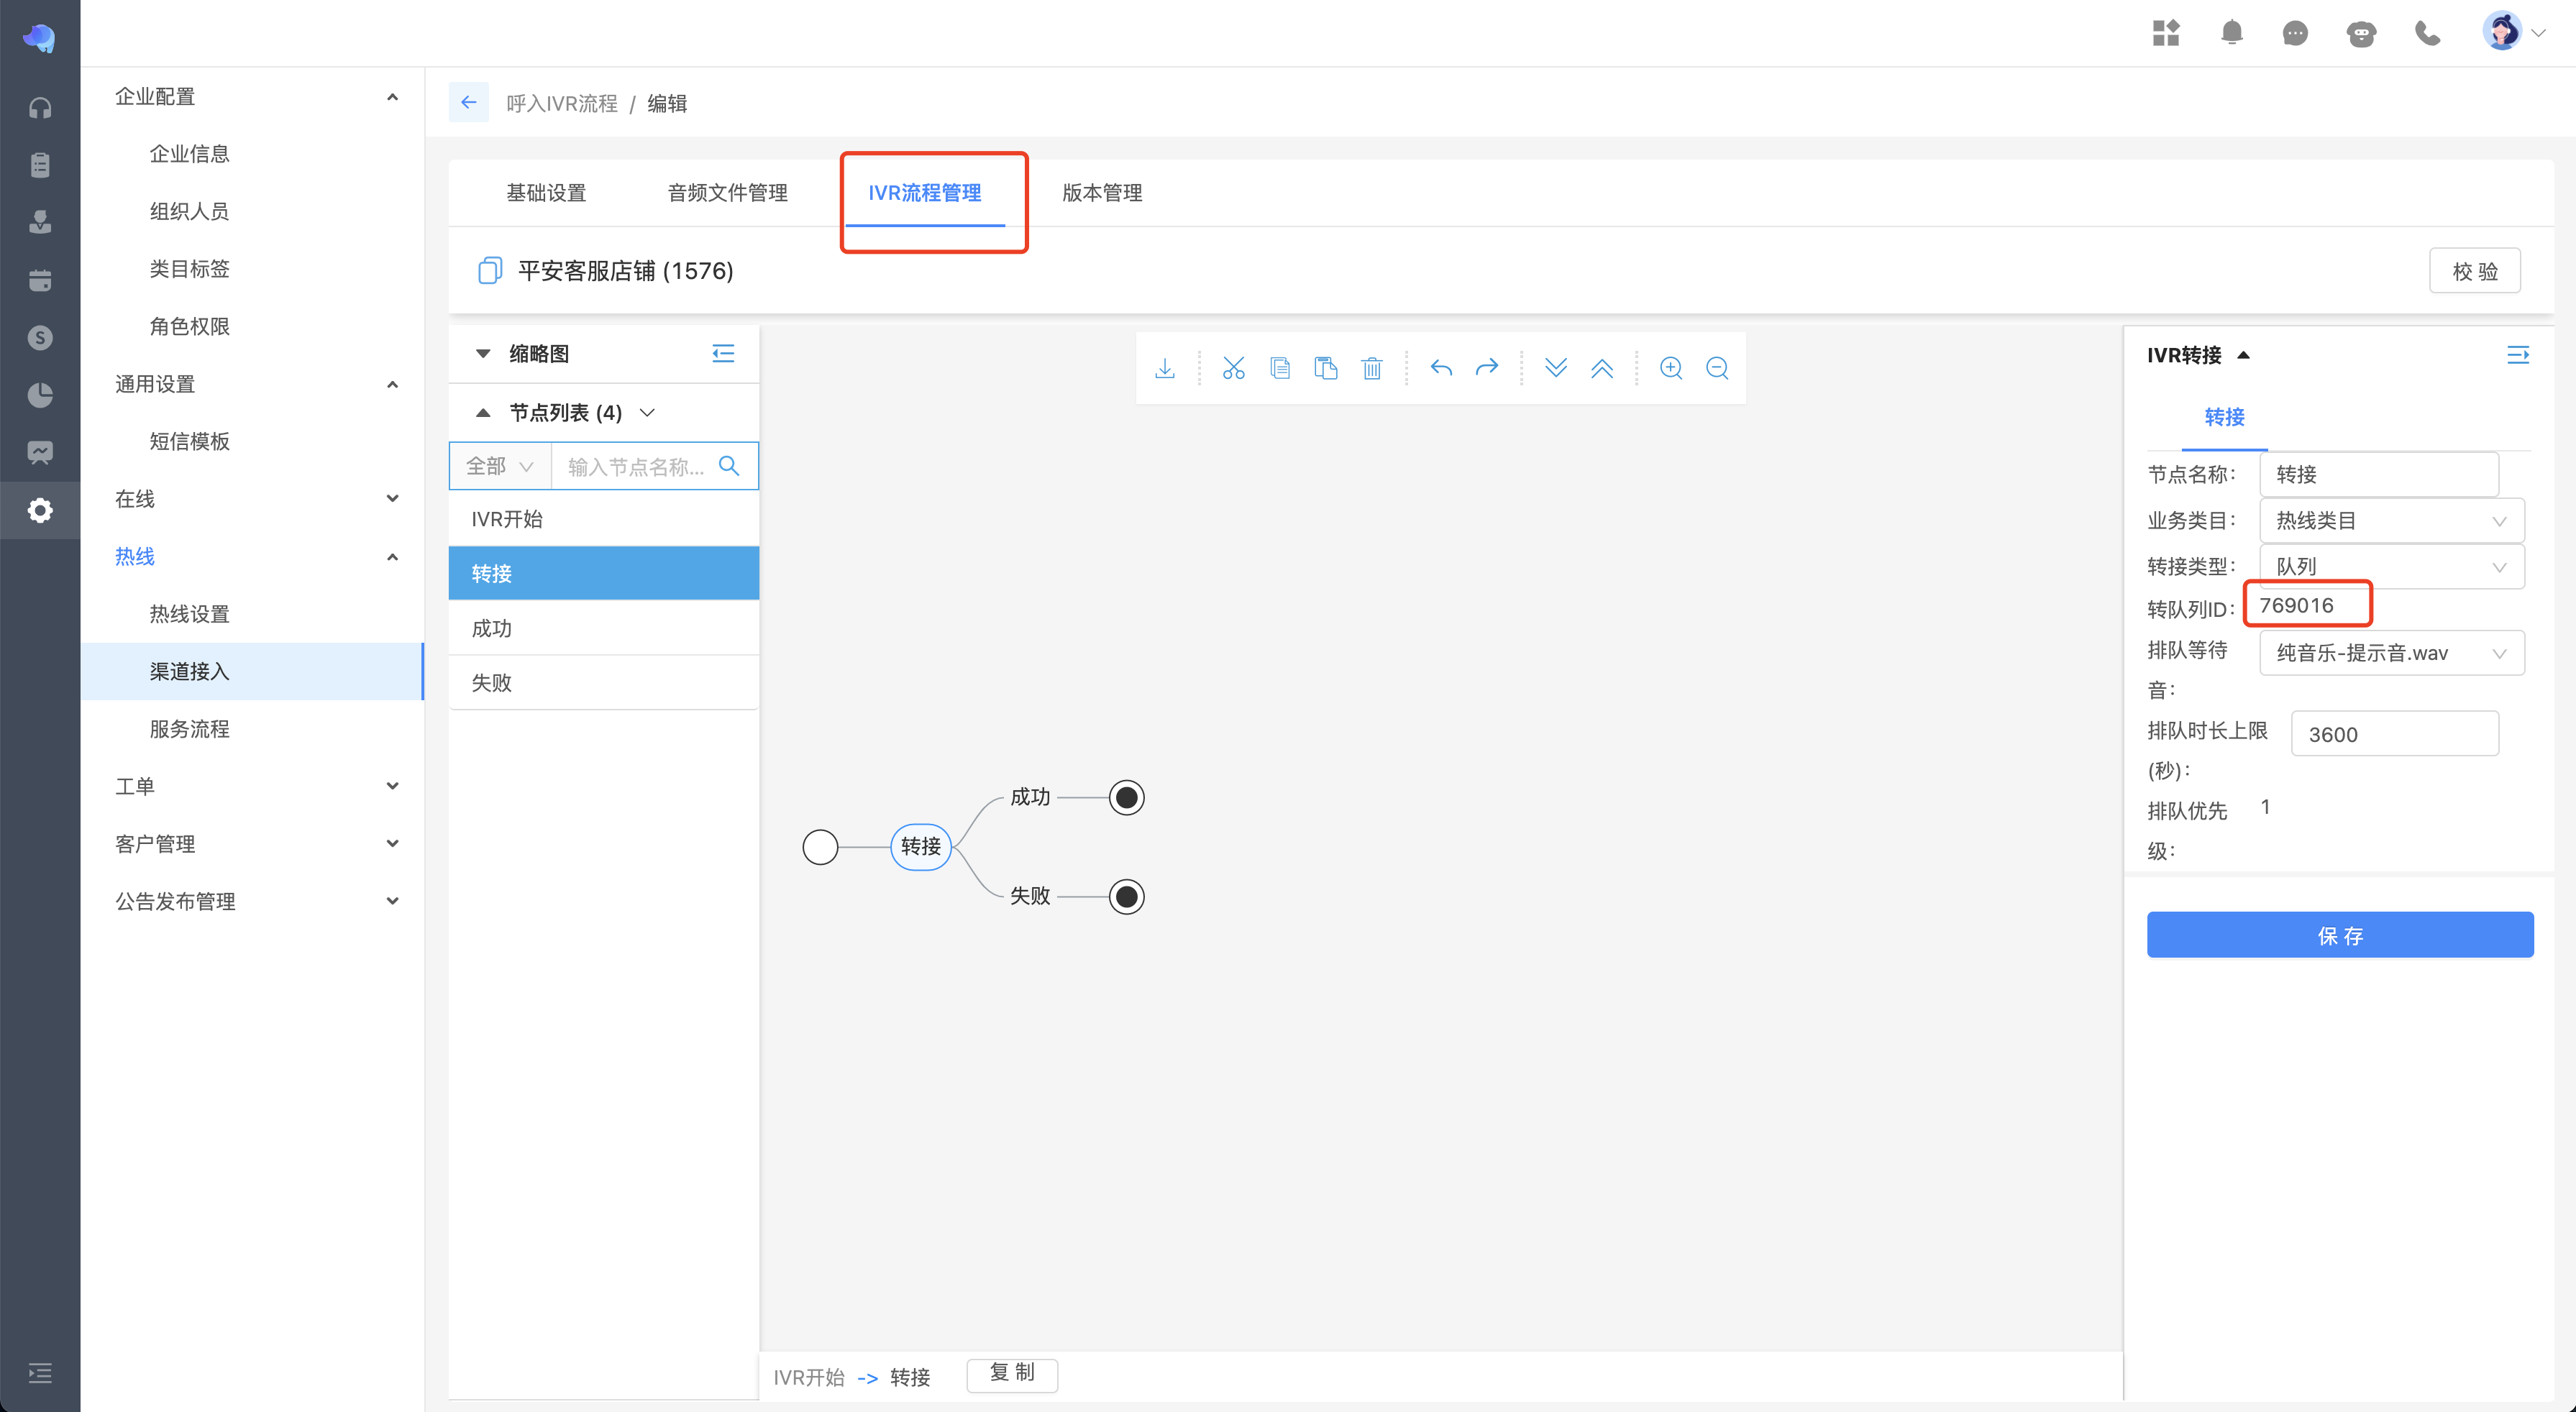 企业配置
企业信息
组织人员
类目标签
角色权限
通用设置
短信模板
在线
热线
热线设置
渠道接入
服务流程
工单
客户管理
公告发布管理
呼入IVR流程 / 编辑
基础设置
音频文件管理
IVR流程管理
版本管理
平安客服店铺 (1576)
校 验
缩略图
节点列表 (4)
全部
输入节点名称...
IVR开始
转接
成功
失败
转接
成功
失败
IVR开始 -> 转接
复 制
IVR转接
转接
节点名称: 转接
业务类目: 热线类目
转接类型: 队列
转队列ID: 769016
排队等待 纯音乐-提示音.wav
音:
排队时长上限 3600
(秒):
排队优先 1
级:
保 存
S